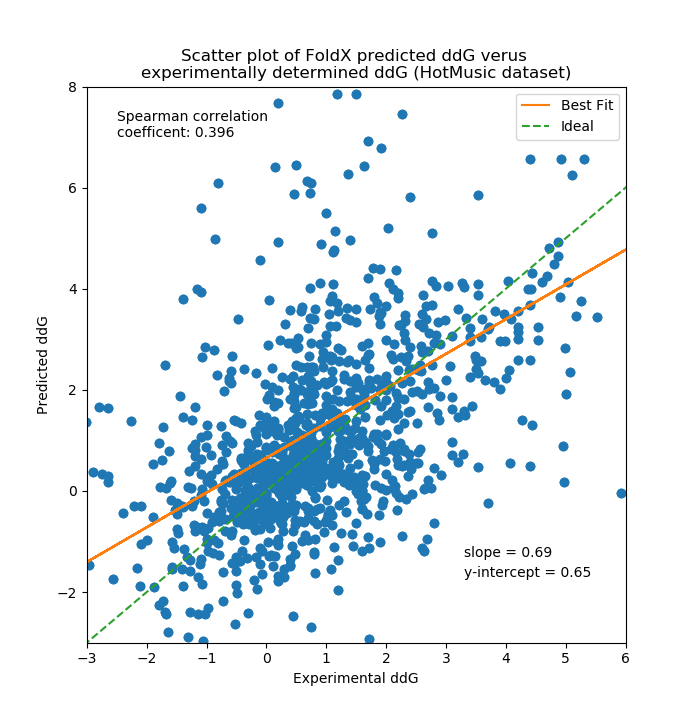 Scatter plot of FoldX predicted ddG verus
experimentally determined ddG (HotMusic dataset)
Spearman correlation
coefficent: 0.396
Best Fit
Ideal
8
6
4
2
0
−2
Predicted ddG
slope = 0.69
y-intercept = 0.65
−3 −2 −1 0 1 2 3 4 5 6
Experimental ddG